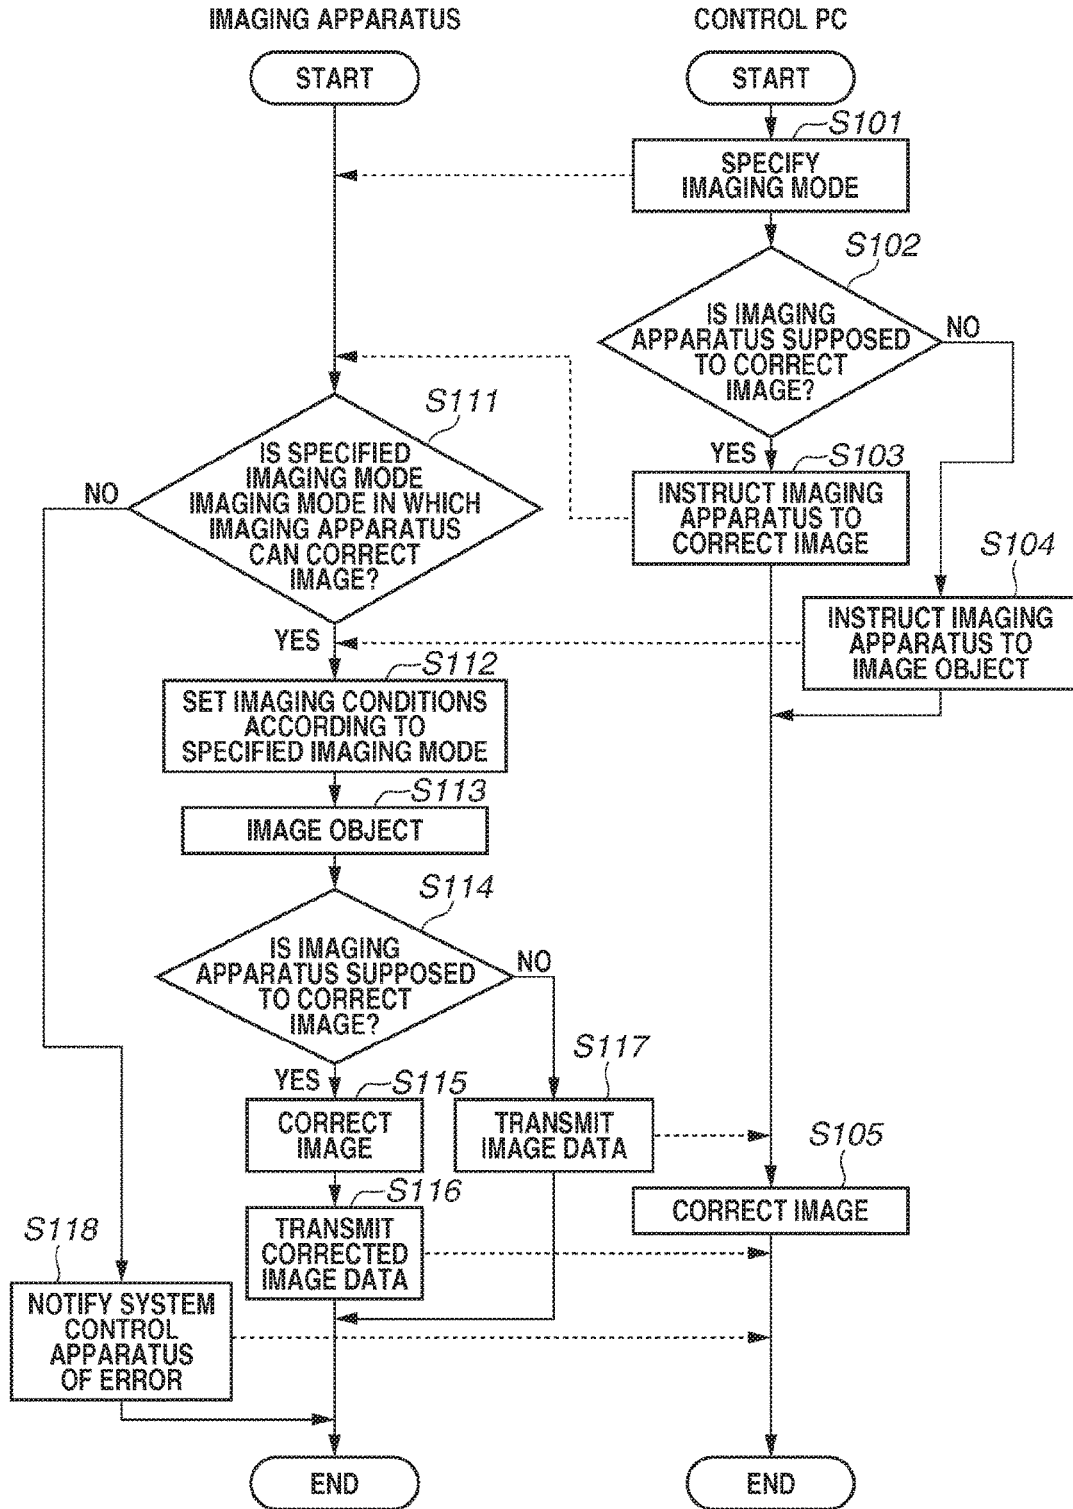 IMAGING APPARATUS
CONTROL PC
START
START
S101
SPECIFY
IMAGING MODE
S102
IS IMAGING
APPARATUS SUPPOSED
TO CORRECT
IMAGE?
NO
YES
S103
INSTRUCT IMAGING
APPARATUS TO
CORRECT IMAGE
S104
INSTRUCT IMAGING
APPARATUS TO
IMAGE OBJECT
S111
IS SPECIFIED
IMAGING MODE
IMAGING MODE IN WHICH
IMAGING APPARATUS
CAN CORRECT
IMAGE?
NO
YES
S112
SET IMAGING CONDITIONS
ACCORDING TO
SPECIFIED IMAGING MODE
S113
IMAGE OBJECT
S114
IS IMAGING
APPARATUS SUPPOSED
TO CORRECT
IMAGE?
NO
YES
S115
CORRECT
IMAGE
S117
TRANSMIT
IMAGE DATA
S105
CORRECT IMAGE
S116
TRANSMIT
CORRECTED
IMAGE DATA
S118
NOTIFY SYSTEM
CONTROL
APPARATUS
OF ERROR
END
END